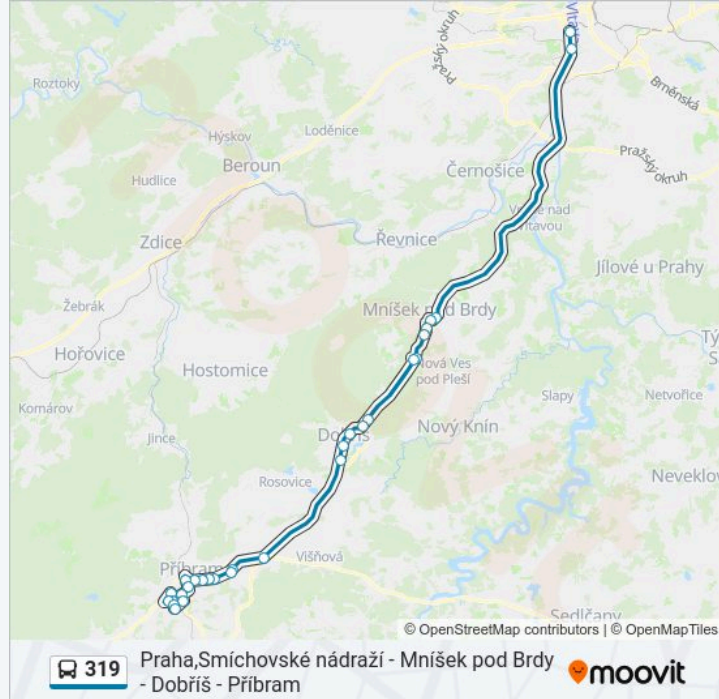 Vltava
Pražský okruh
Roztoky
Brněnská
Hýskov
Loděnice
Beroun
Pražský okruh
Černošice
Hudlice
Zdice
Řevnice
Jílové u Prahy
Žebrák
Mníšek pod Brdy
Hořovice
Hostomice
Nová Ves
pod Pleší
Slapy
Netvořice
Komárov
Nový Knín
Jince
Dobříš
Rosovice
Neveklov
Višňová
Příbram
Sedlčany
© OpenStreetMap contributors | © OpenMapTiles
319
Praha,Smíchovské nádraží - Mníšek pod Brdy
- Dobříš - Příbram
moovit